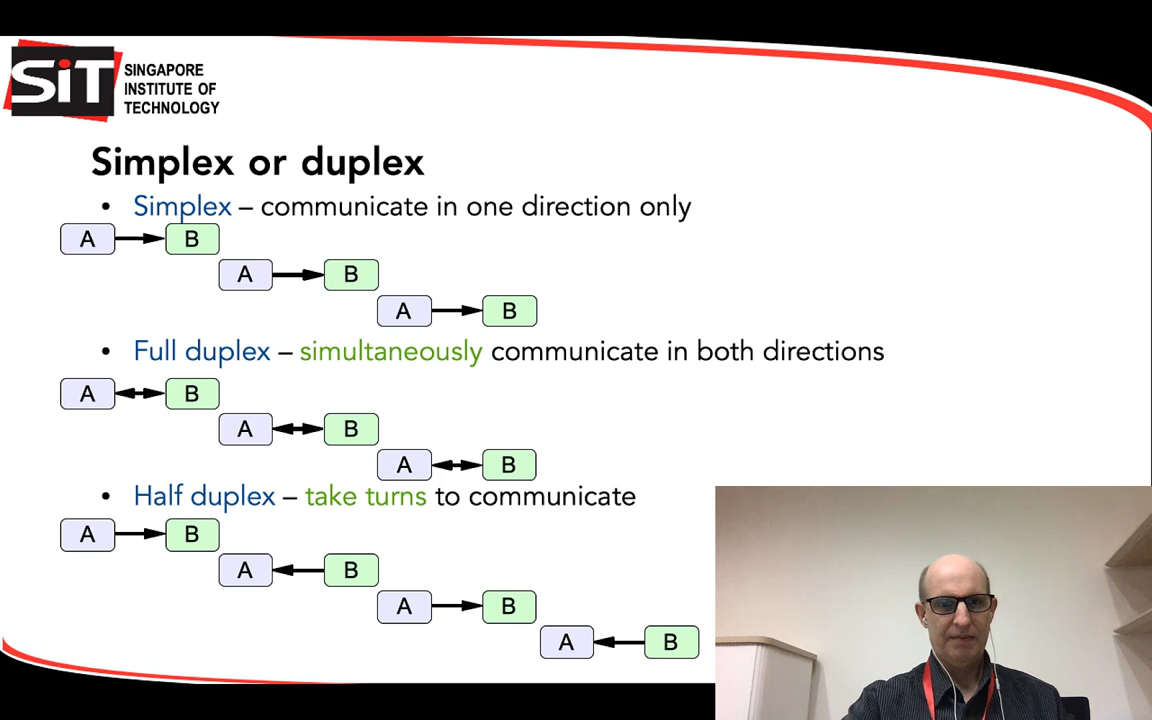 SiT
SINGAPORE
INSTITUTE OF
TECHNOLOGY
Simplex or duplex
• Simplex – communicate in one direction only
A B
A B
A B
• Full duplex – simultaneously communicate in both directions
A B
A B
A B
• Half duplex – take turns to communicate
A B
A B
A B
A B